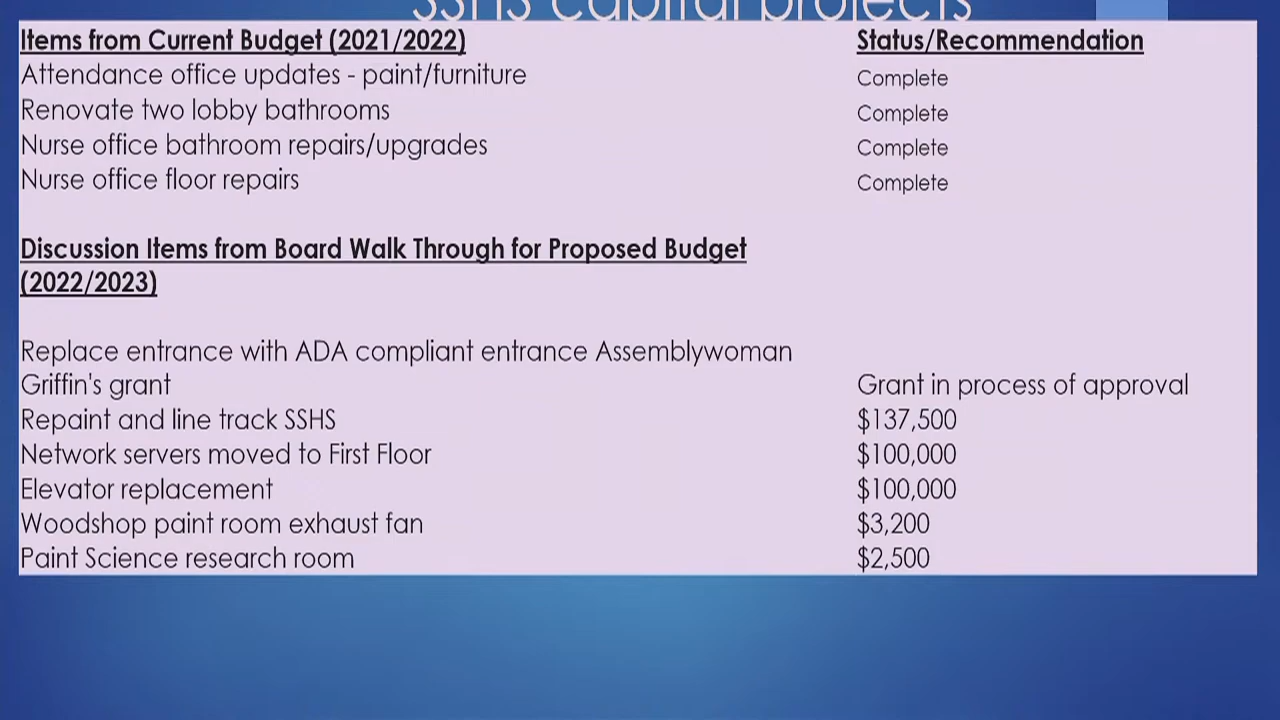 SSHS capital projects
Items from Current Budget (2021/2022) Status/Recommendation
Attendance office updates - paint/furniture Complete
Renovate two lobby bathrooms Complete
Nurse office bathroom repairs/upgrades Complete
Nurse office floor repairs Complete
Discussion Items from Board Walk Through for Proposed Budget
(2022/2023)
Replace entrance with ADA compliant entrance Assemblywoman
Griffin's grant Grant in process of approval
Repaint and line track SSHS $137,500
Network servers moved to First Floor $100,000
Elevator replacement $100,000
Woodshop paint room exhaust fan $3,200
Paint Science research room $2,500